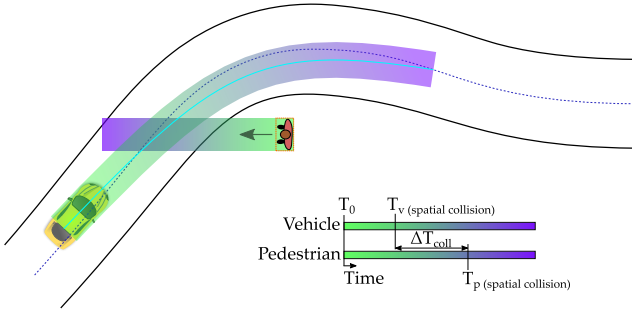 T0 Tv (spatial collision)
Vehicle
ΔTcoll
Pedestrian
Time
Tp (spatial collision)